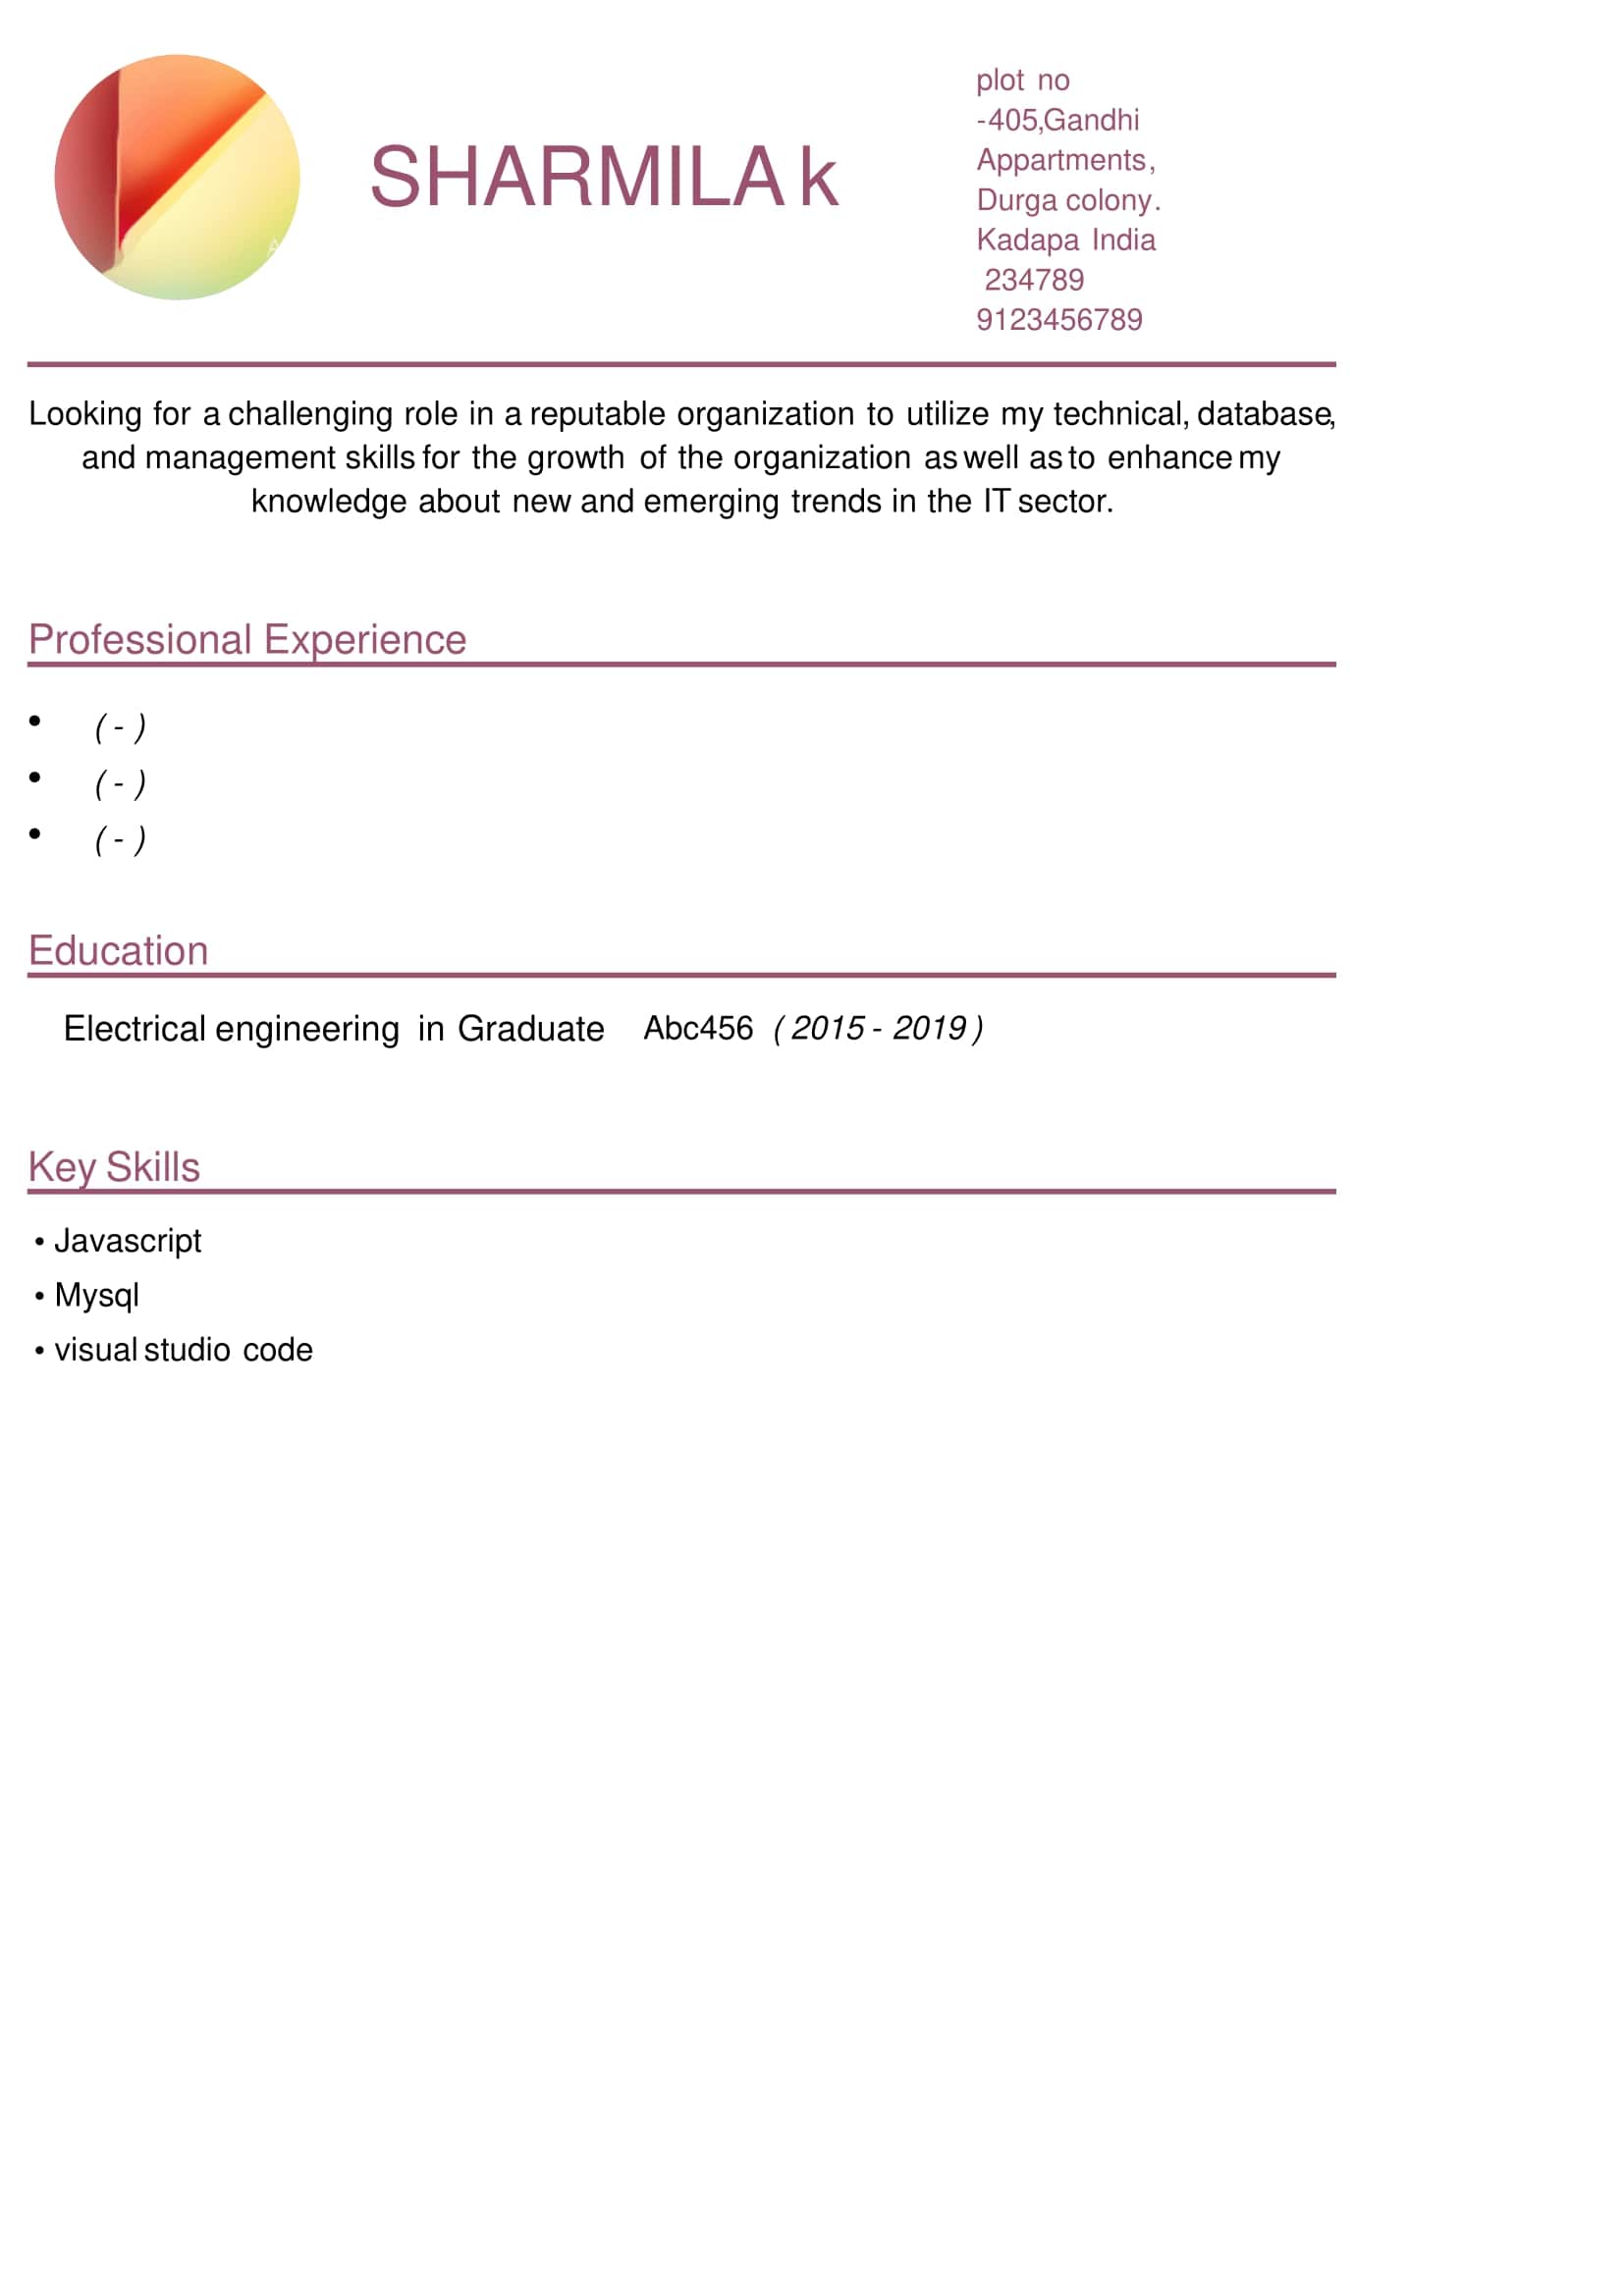 SHARMILA k
plot no
-405,Gandhi
Appartments,
Durga colony.
Kadapa India
234789
9123456789
Looking for a challenging role in a reputable organization to utilize my technical, database,
and management skills for the growth of the organization as well as to enhance my
knowledge about new and emerging trends in the IT sector.
Professional Experience
• ( - )
• ( - )
• ( - )
Education
Electrical engineering in Graduate Abc456 ( 2015 - 2019 )
Key Skills
• Javascript
• Mysql
• visual studio code